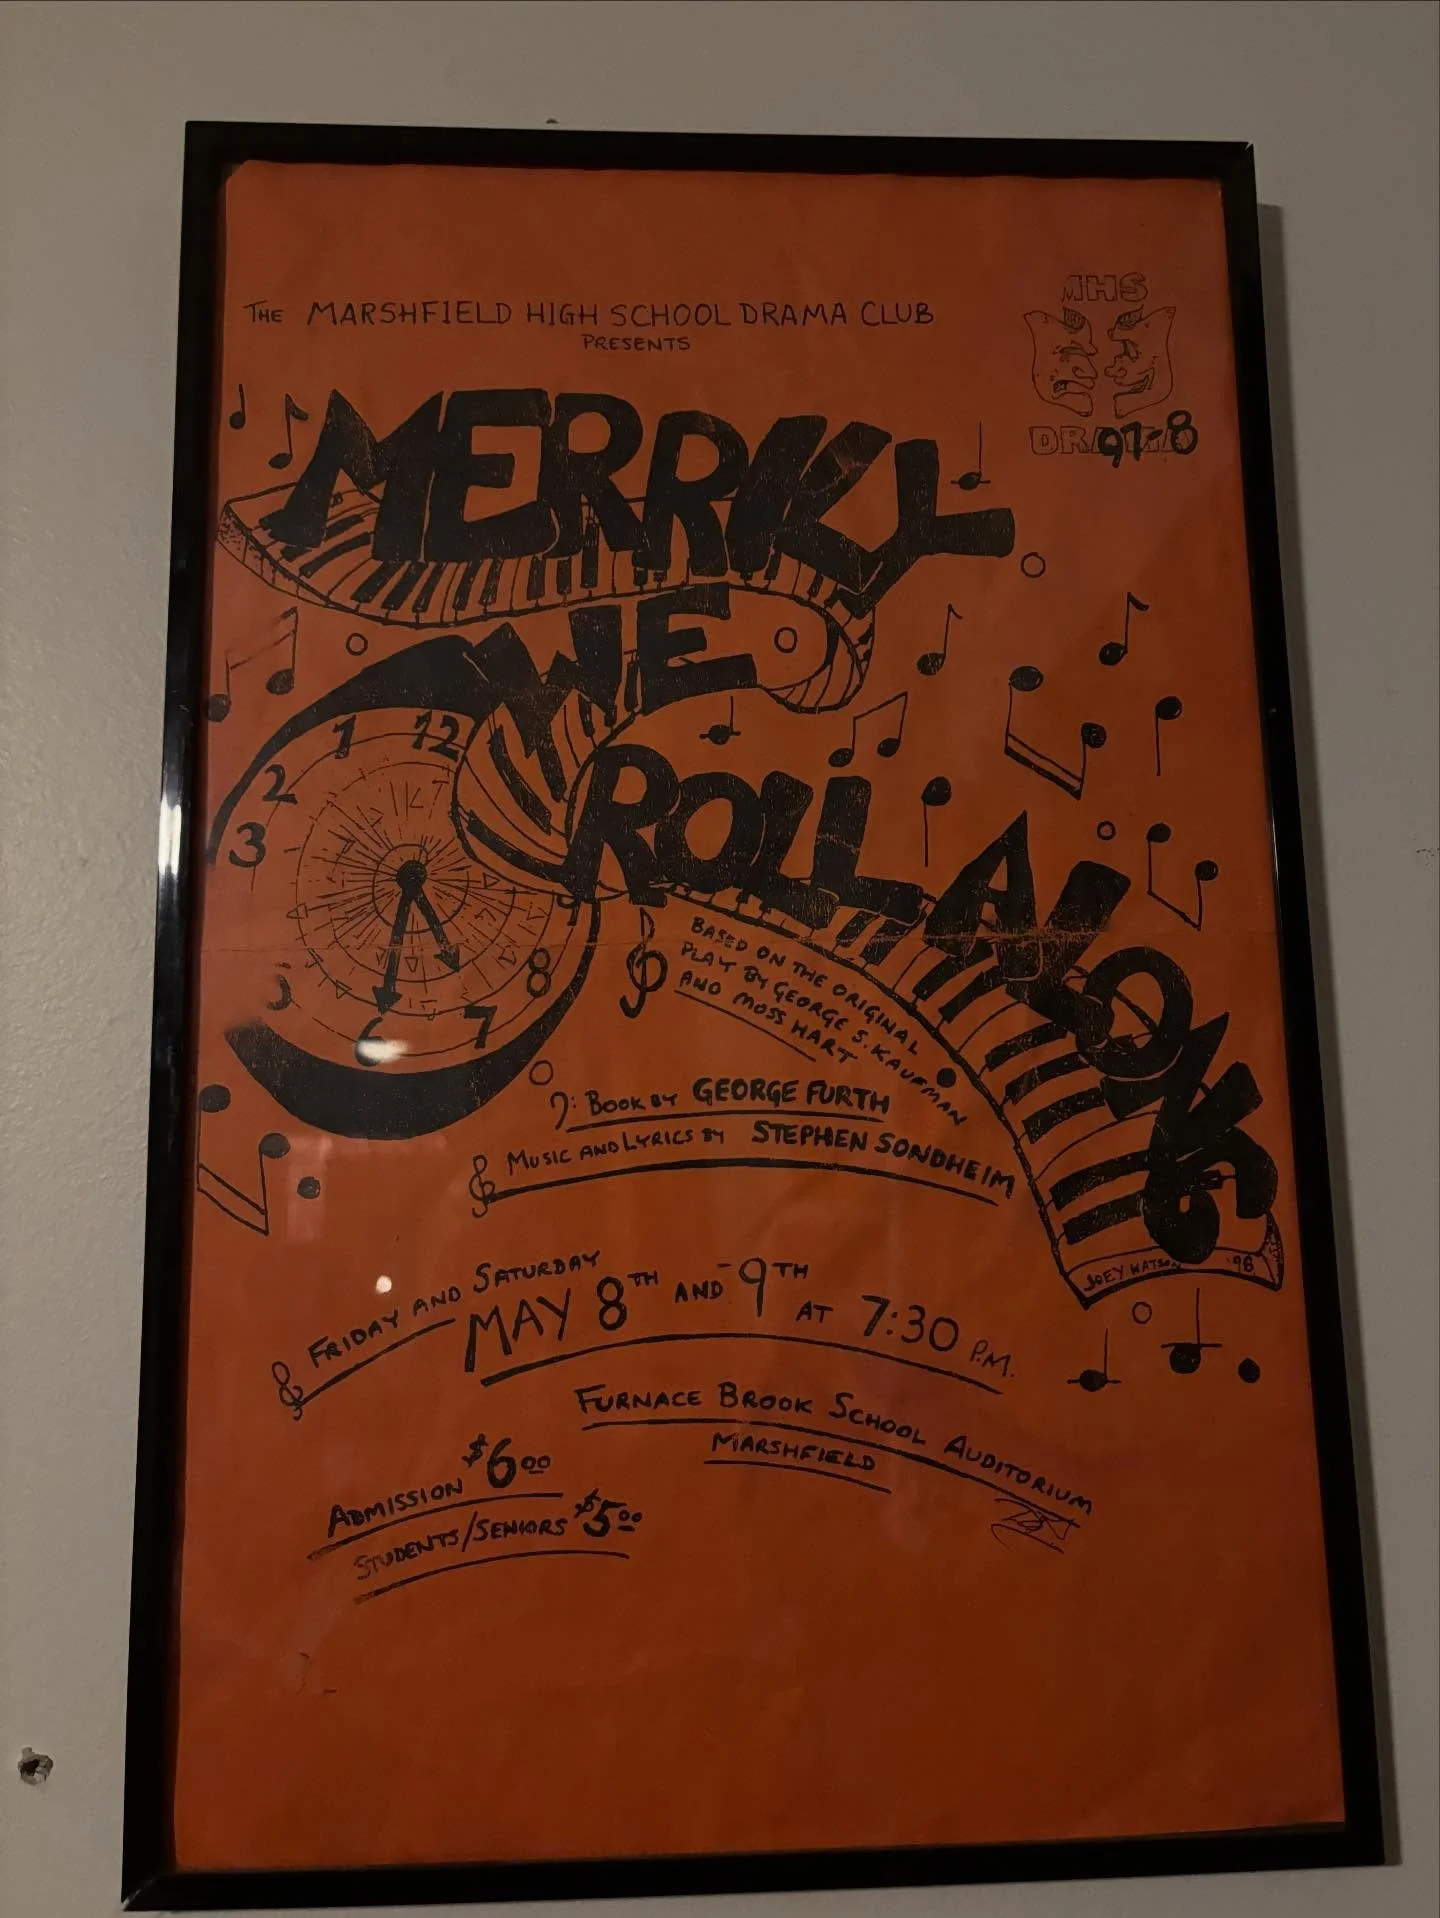 THE MARSHFIELD HIGH SCHOOL DRAMA CLUB
PRESENTS
MHS
DRAMA
97-8
MERRILY
WE
ROLL ALONG
12
1
2
3
5
6
7
8
BASED ON THE ORIGINAL
PLAY BY GEORGE S. KAUFMAN
AND MOSS HART
BOOK BY GEORGE FURTH
MUSIC AND LYRICS BY STEPHEN SONDHEIM
JOEY WATSON '98
FRIDAY AND SATURDAY
MAY 8TH AND 9TH AT 7:30 P.M.
FURNACE BROOK SCHOOL AUDITORIUM
MARSHFIELD
ADMISSION $6.00
STUDENTS/SENIORS $5.00